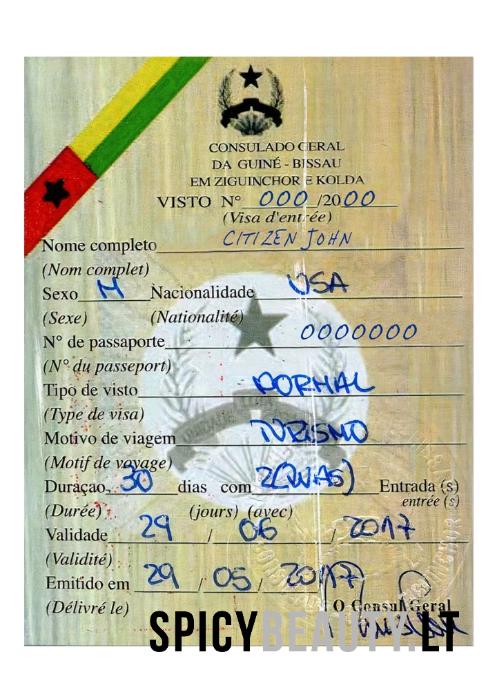 CONSULADO GERAL
DA GUINÉ - BISSAU
EM ZIGUINCHOR E KOLDA
VISTO N° 000 /2000
(Visa d'entrée)
Nome completo CITIZEN JOHN
(Nom complet)
Sexo M Nacionalidade USA
(Sexe) (Nationalité)
N° de passaporte 0000000
(N° du passeport)
Tipo de visto NORMAL
(Type de visa)
Motivo de viagem TURISMO
(Motif de voyage)
Duraçao 30 dias com 2(DUAS) Entrada (s)
(Durée) (jours) (avec) entrée (s)
Validade 29 / 06 / 2017
(Validité)
Emitido em 29 / 05 / 2017
(Délivré le) O Consul Geral
SPICYBEAUTY.LT